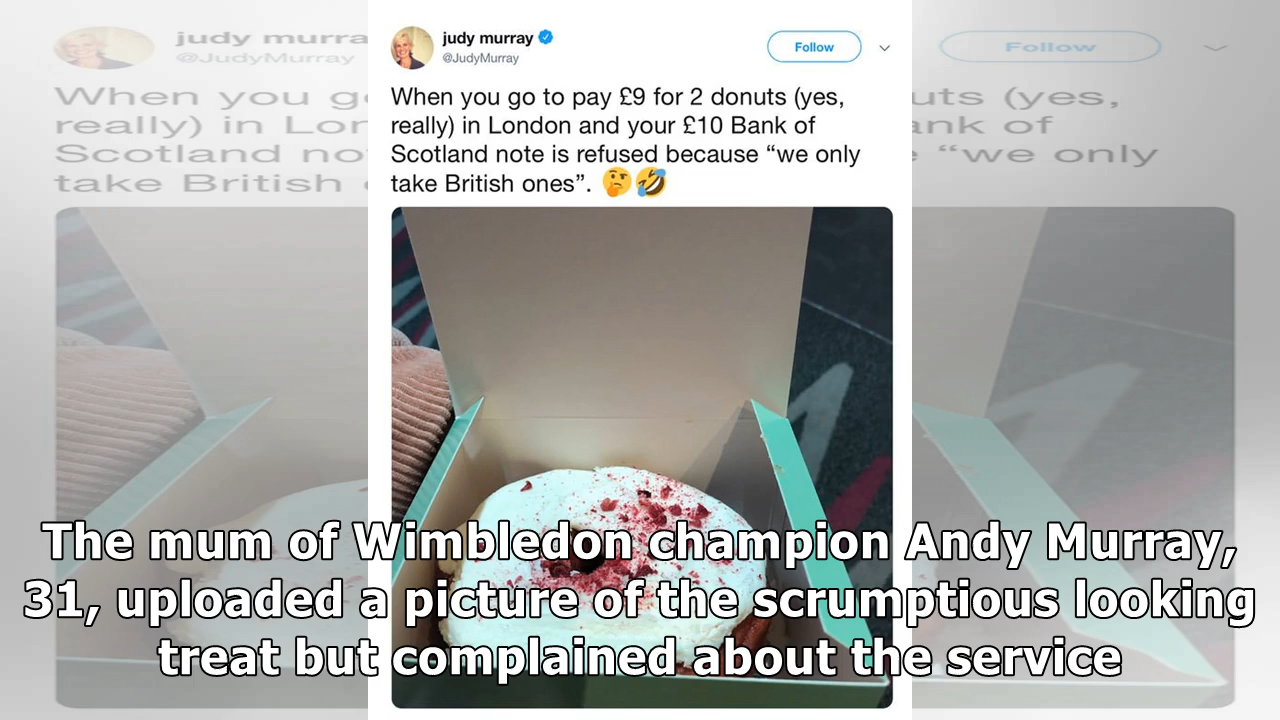 judy murray
@JudyMurray
Follow
When you go to pay £9 for 2 donuts (yes,
really) in London and your £10 Bank of
Scotland note is refused because “we only
take British ones”. 🤔🤣
The mum of Wimbledon champion Andy Murray,
31, uploaded a picture of the scrumptious looking
treat but complained about the service